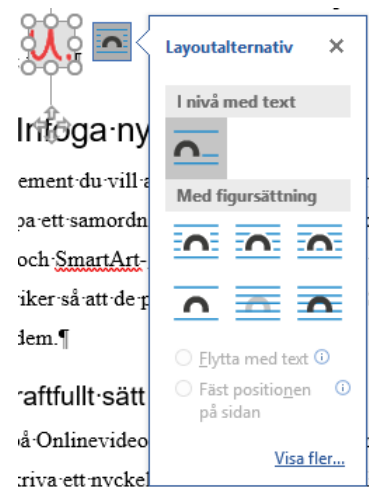 u.
Layoutalternativ
I nivå med text
Infoga·ny
ement·du·vill·a
Med figursättning
pa·ett·samordn
och·SmartArt-
riker·så·att·de·p
dem.¶
Flytta med text
raftfullt·sätt
Fäst positionen
på sidan
å·Onlinevideo
Visa fler...
kriva·ett·nyckel